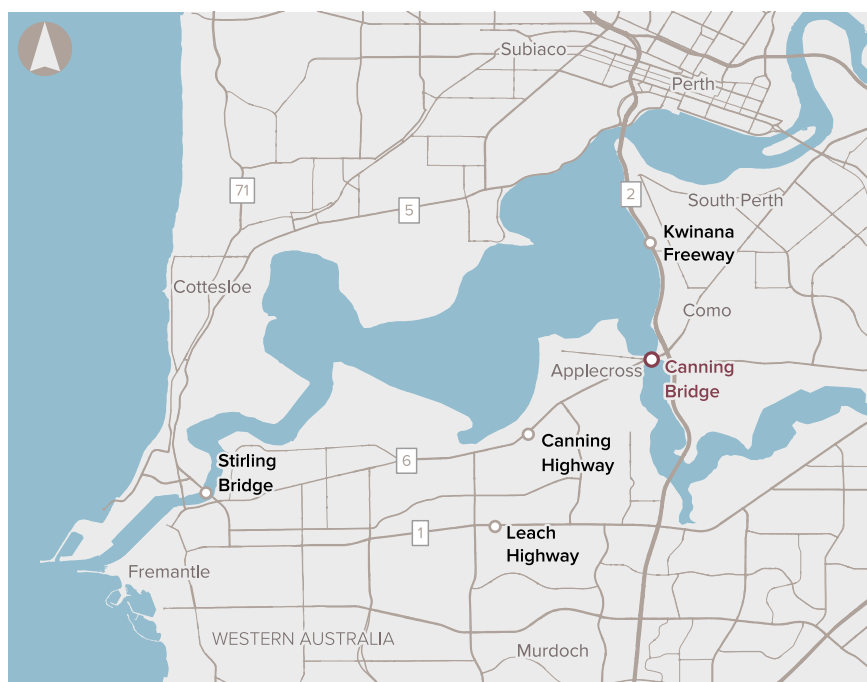 Subiaco
Perth
71
2
South Perth
5
Kwinana
Freeway
Cottesloe
Como
Applecross
Canning
Bridge
Canning
Highway
6
Stirling
Bridge
1
Leach
Highway
Fremantle
WESTERN AUSTRALIA
Murdoch